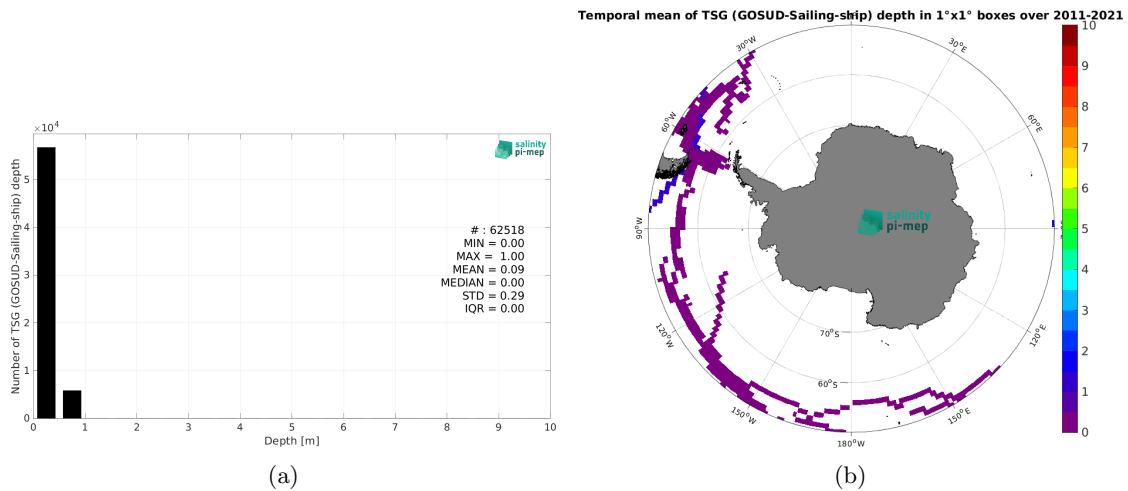 Temporal mean of TSG (GOSUD-Sailing-ship) depth in 1°x1° boxes over 2011-2021
×10⁴
Number of TSG (GOSUD-Sailing-ship) depth
5
4
3
2
1
0
0 1 2 3 4 5 6 7 8 9 10
Depth [m]
salinity
pi-mep
# : 62518
MIN = 0.00
MAX = 1.00
MEAN = 0.09
MEDIAN = 0.00
STD = 0.29
IQR = 0.00
(a)
30°W
30°E
60°W
60°E
90°W
120°W
120°E
150°W
150°E
180°W
70°S
60°S
salinity
pi-mep
10
9
8
7
6
5
4
3
2
1
0
(b)